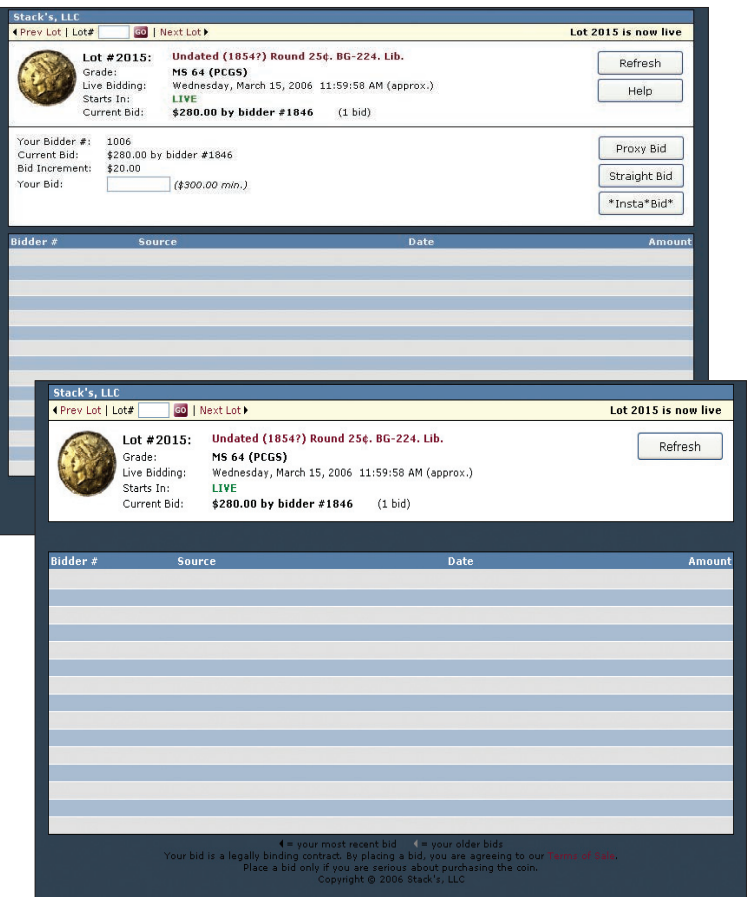 Stack's, LLC
Prev Lot | Lot# GO | Next Lot Lot 2015 is now live
Lot #2015: Undated (1854?) Round 25¢. BG-224. Lib.
Refresh
Grade: MS 64 (PCGS)
Live Bidding: Wednesday, March 15, 2006 11:59:58 AM (approx.)
Help
Starts In: LIVE
Current Bid: $280.00 by bidder #1846 (1 bid)
Your Bidder #: 1006
Proxy Bid
Current Bid: $280.00 by bidder #1846
Bid Increment: $20.00
Straight Bid
Your Bid: ($300.00 min.)
*Insta*Bid*
Bidder # Source Date Amount
Stack's, LLC
Prev Lot | Lot# GO | Next Lot Lot 2015 is now live
Lot #2015: Undated (1854?) Round 25¢. BG-224. Lib.
Refresh
Grade: MS 64 (PCGS)
Live Bidding: Wednesday, March 15, 2006 11:59:58 AM (approx.)
Starts In: LIVE
Current Bid: $280.00 by bidder #1846 (1 bid)
Bidder # Source Date Amount
= your most recent bid = your older bids
Your bid is a legally binding contract. By placing a bid, you are agreeing to our Terms of Sale.
Place a bid only if you are serious about purchasing the coin.
Copyright © 2006 Stack's, LLC